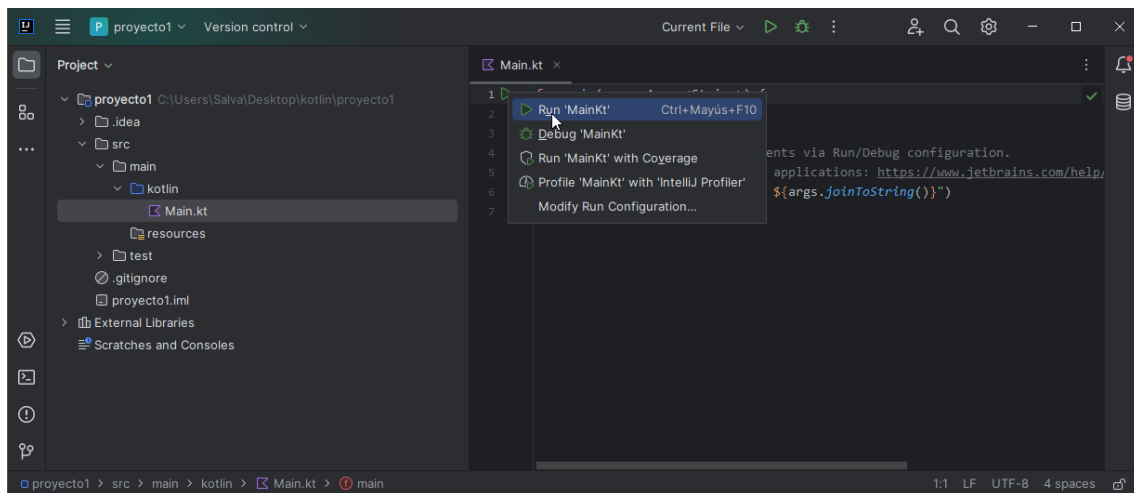 P proyecto1 Version control Current File
Project
Main.kt
proyecto1 C:\Users\Salva\Desktop\kotlin\proyecto1
.idea
src
main
kotlin
Main.kt
resources
test
.gitignore
proyecto1.iml
External Libraries
Scratches and Consoles
1
2
3
4
5
6
7
Run 'MainKt' Ctrl+Mayús+F10
Debug 'MainKt'
Run 'MainKt' with Coverage
Profile 'MainKt' with 'IntelliJ Profiler'
Modify Run Configuration...
ents via Run/Debug configuration.
applications: https://www.jetbrains.com/help/
${args.joinToString()}")
proyecto1 > src > main > kotlin > Main.kt > main
1:1 LF UTF-8 4 spaces